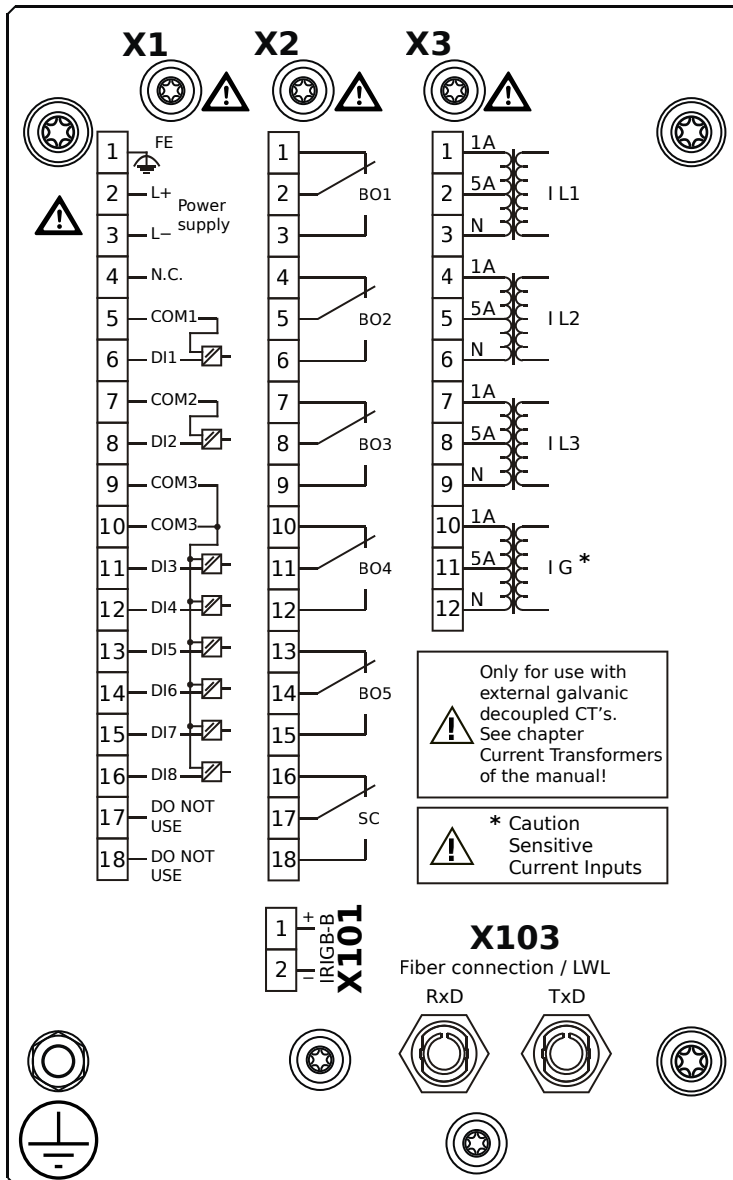 X1 X2 X3
1 FE
2 L+
Power
supply
3 L−
4 N.C.
5 COM1
6 DI1
7 COM2
8 DI2
9 COM3
10 COM3
11 DI3
12 DI4
13 DI5
14 DI6
15 DI7
16 DI8
17 DO NOT
USE
18 DO NOT
USE
1
2 BO1
3
4
5 BO2
6
7
8 BO3
9
10
11 BO4
12
13
14 BO5
15
16
17 SC
18
1 1A
2 5A I L1
3 N
4 1A
5 5A I L2
6 N
7 1A
8 5A I L3
9 N
10 1A
11 5A I G *
12 N
! Only for use with
external galvanic
decoupled CT's.
See chapter
Current Transformers
of the manual!
! * Caution
Sensitive
Current Inputs
1 +
2 −
IRIGB-B
X101
X103
Fiber connection / LWL
RxD TxD